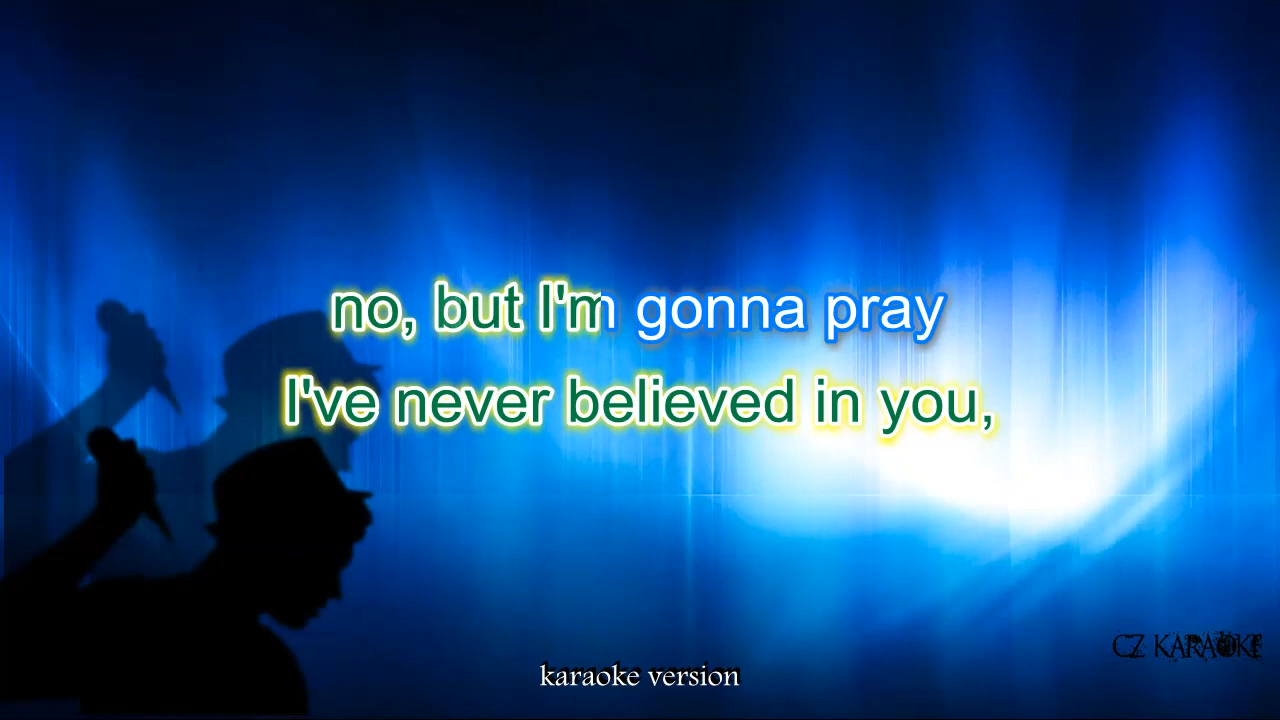 no, but I'm gonna pray
I've never believed in you,
CZ KARAOKE
karaoke version